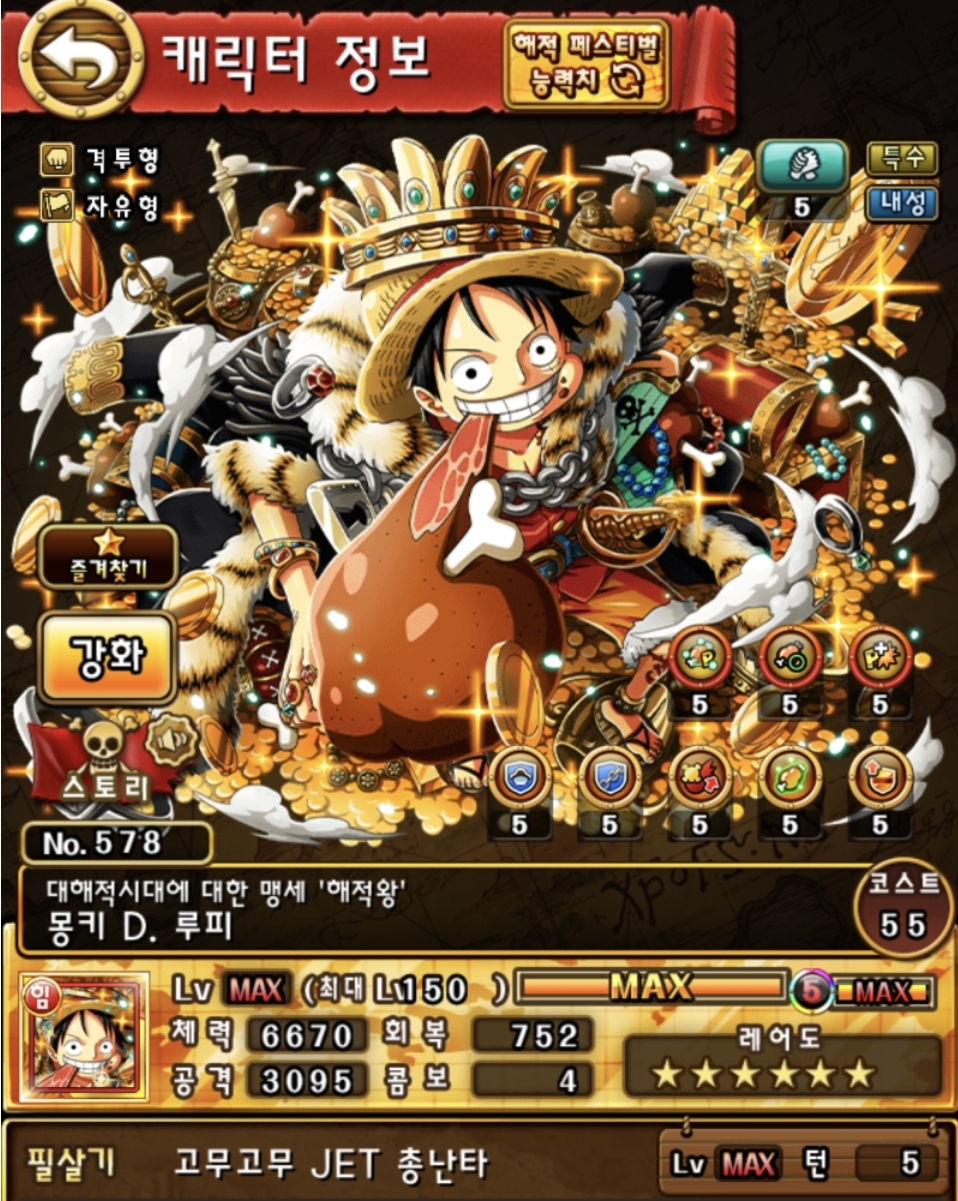 캐릭터 정보
해적 페스티벌
능력치
격투형
자유형
특수
내성
5
즐겨찾기
강화
스토리
5 5 5
5 5 5 5 5
No. 578
대해적시대에 대한 맹세 '해적왕'
몽키 D. 루피
코스트
55
힘
Lv MAX (최대 Lv150 ) MAX 5 MAX
체력 6670 회복 752
레어도
공격 3095 콤보 4
필살기 고무고무 JET 총난타 Lv MAX 턴 5